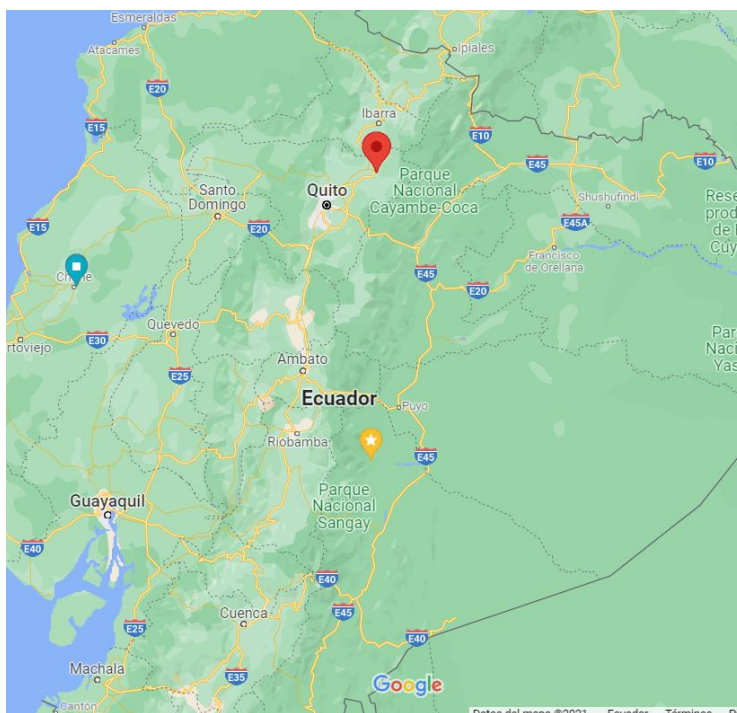 Esmeraldas
Atacames
Ipiales
E20
Ibarra
E15
E10
E45
E10
Parque
Nacional
Cayambe-Coca
Quito
Santo
Domingo
Shushufindi
E15
E20
E45A
Francisco
de Orellana
E45
E20
Quevedo
E30
E25
Ambato
Ecuador
Puyo
Riobamba
E45
Parque
Nacional
Sangay
Guayaquil
E40
E40
E45
Cuenca
E25
E40
Machala
E35
Google